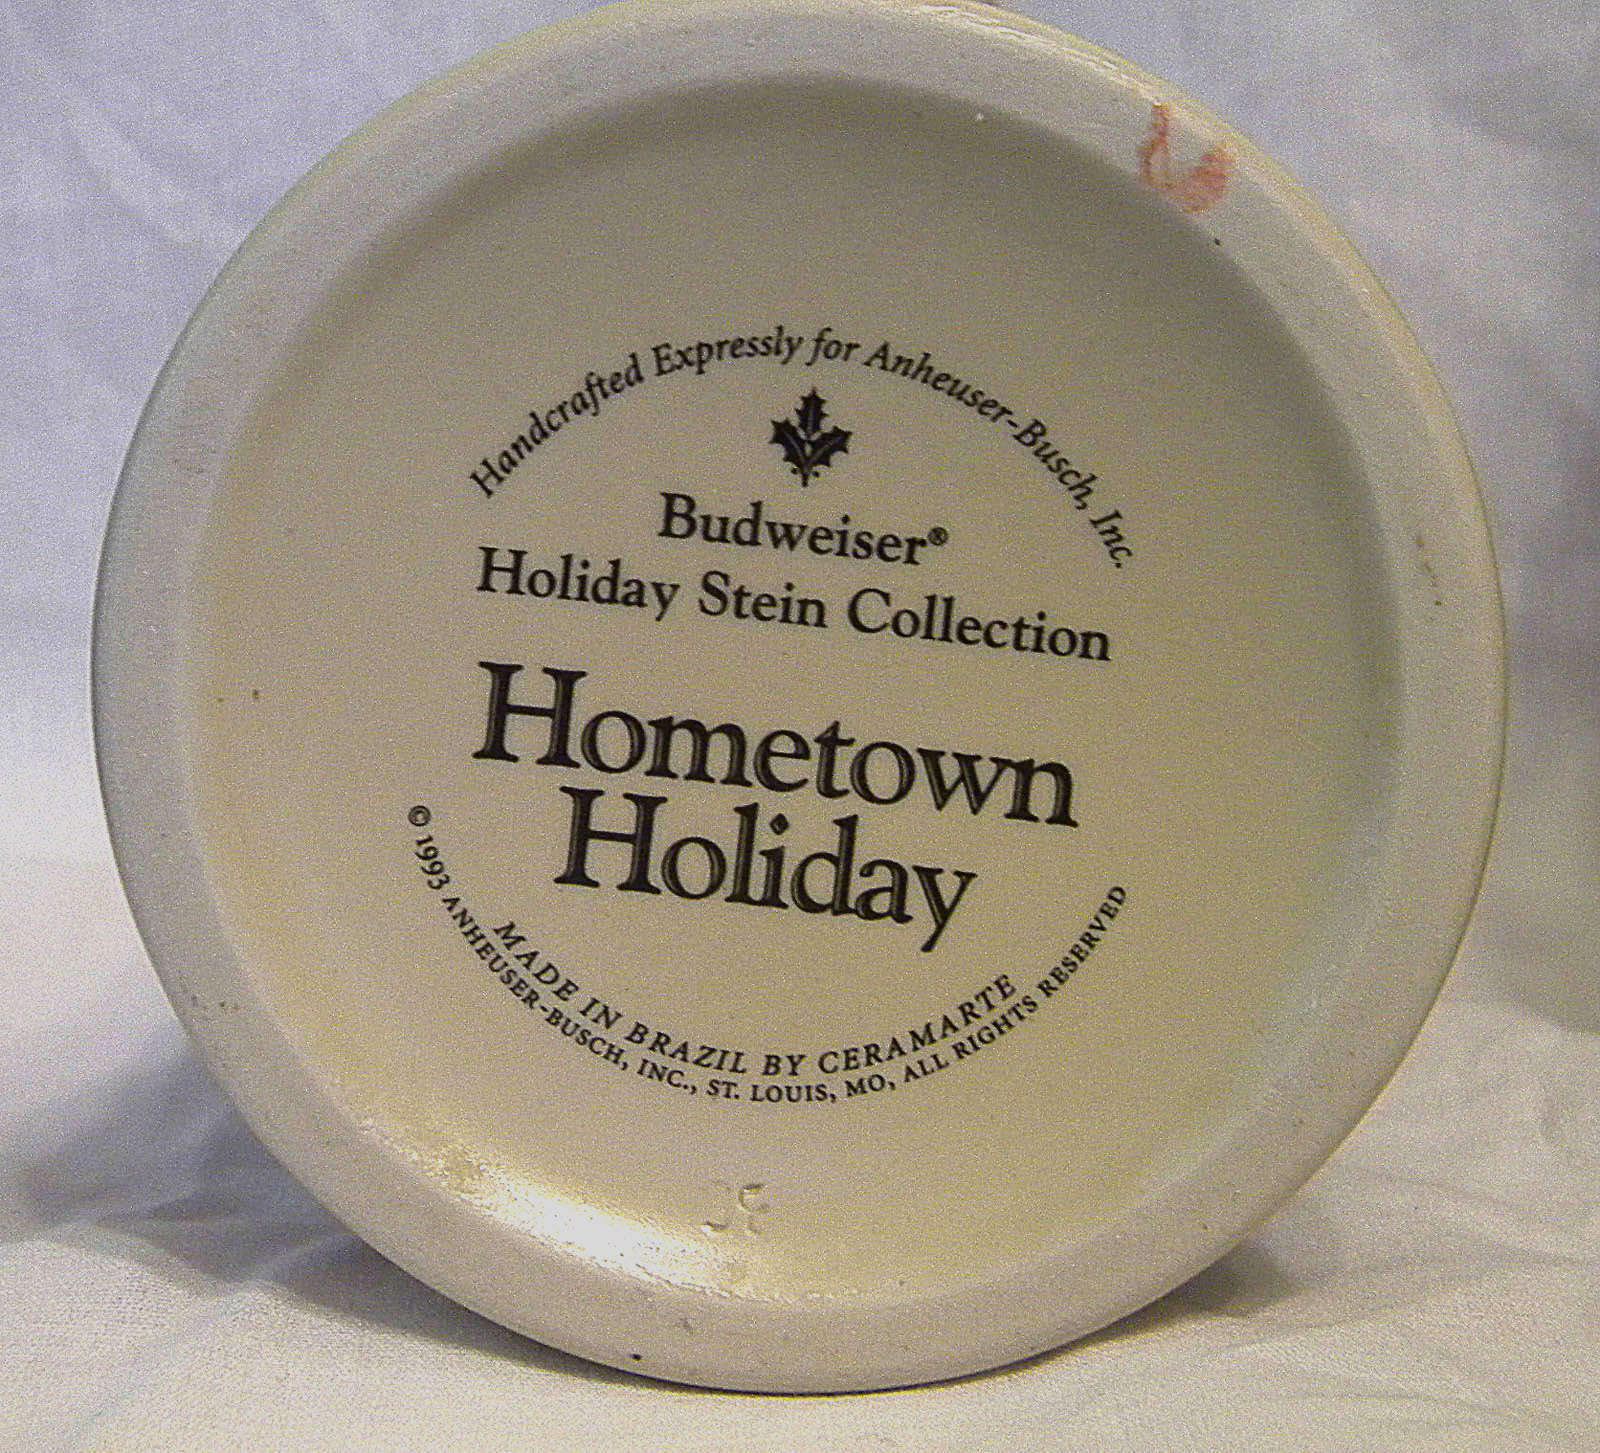 Handcrafted Expressly for Anheuser-Busch, Inc.
Budweiser®
Holiday Stein Collection
Hometown
Holiday
MADE IN BRAZIL BY CERAMARTE
© 1993 ANHEUSER-BUSCH, INC., ST. LOUIS, MO, ALL RIGHTS RESERVED